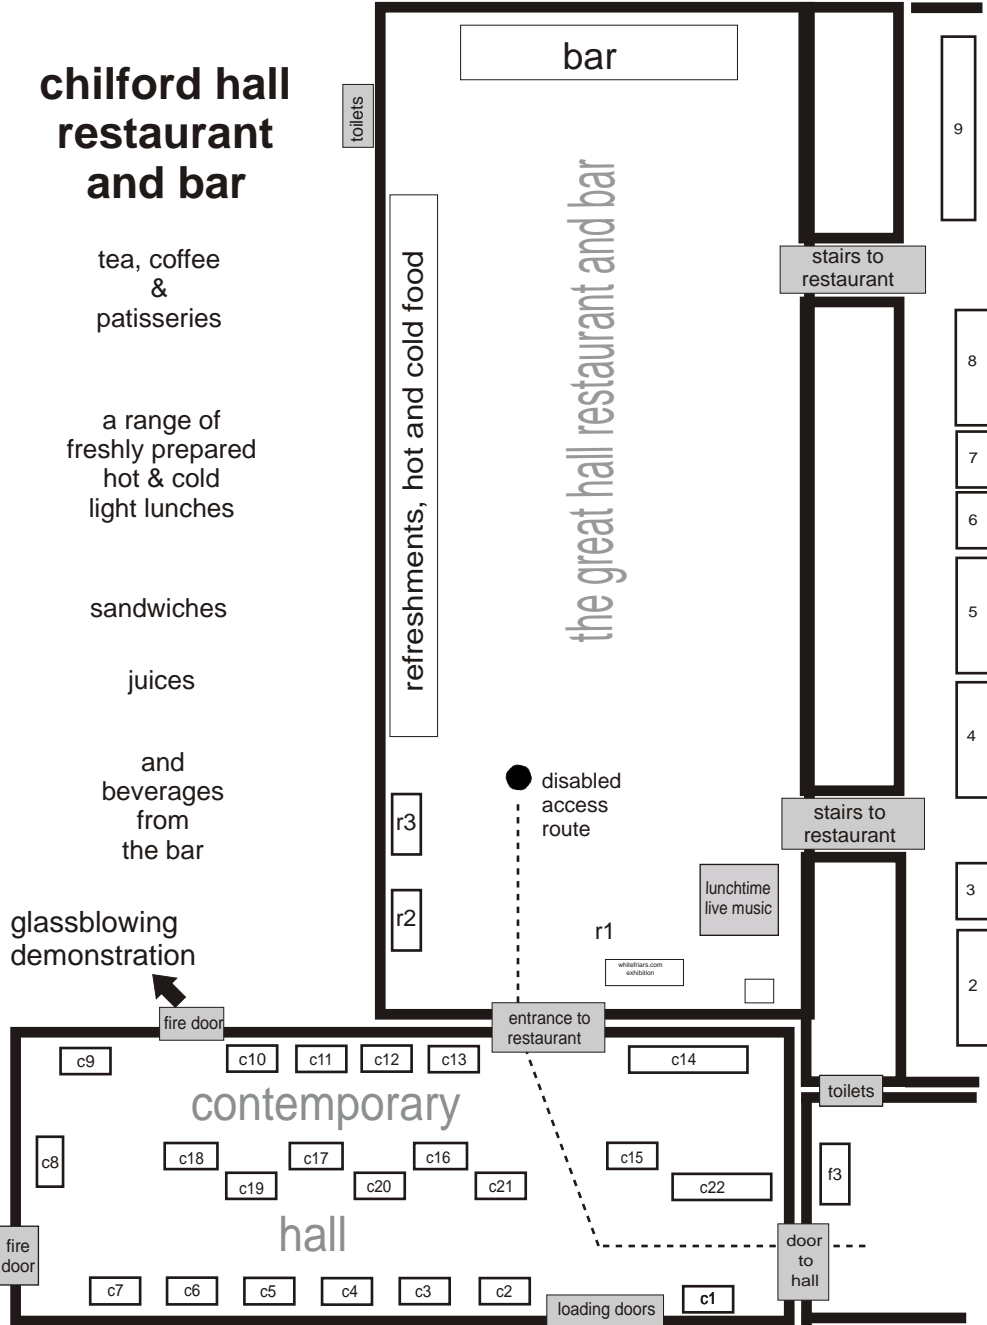 chilford hall
restaurant
and bar
tea, coffee
&
patisseries
a range of
freshly prepared
hot & cold
light lunches
sandwiches
juices
and
beverages
from
the bar
glassblowing
demonstration
bar
toilets
refreshments, hot and cold food
the great hall restaurant and bar
stairs to
restaurant
9
8
7
6
5
4
stairs to
restaurant
3
2
disabled
access
route
r3
r2
lunchtime
live music
r1
whitefriars.com
exhibition
fire door
entrance to
restaurant
c9
c10
c11
c12
c13
c14
contemporary
toilets
c8
c18
c17
c16
c15
f3
c19
c20
c21
c22
hall
fire
door
door
to
hall
c7
c6
c5
c4
c3
c2
loading doors
c1